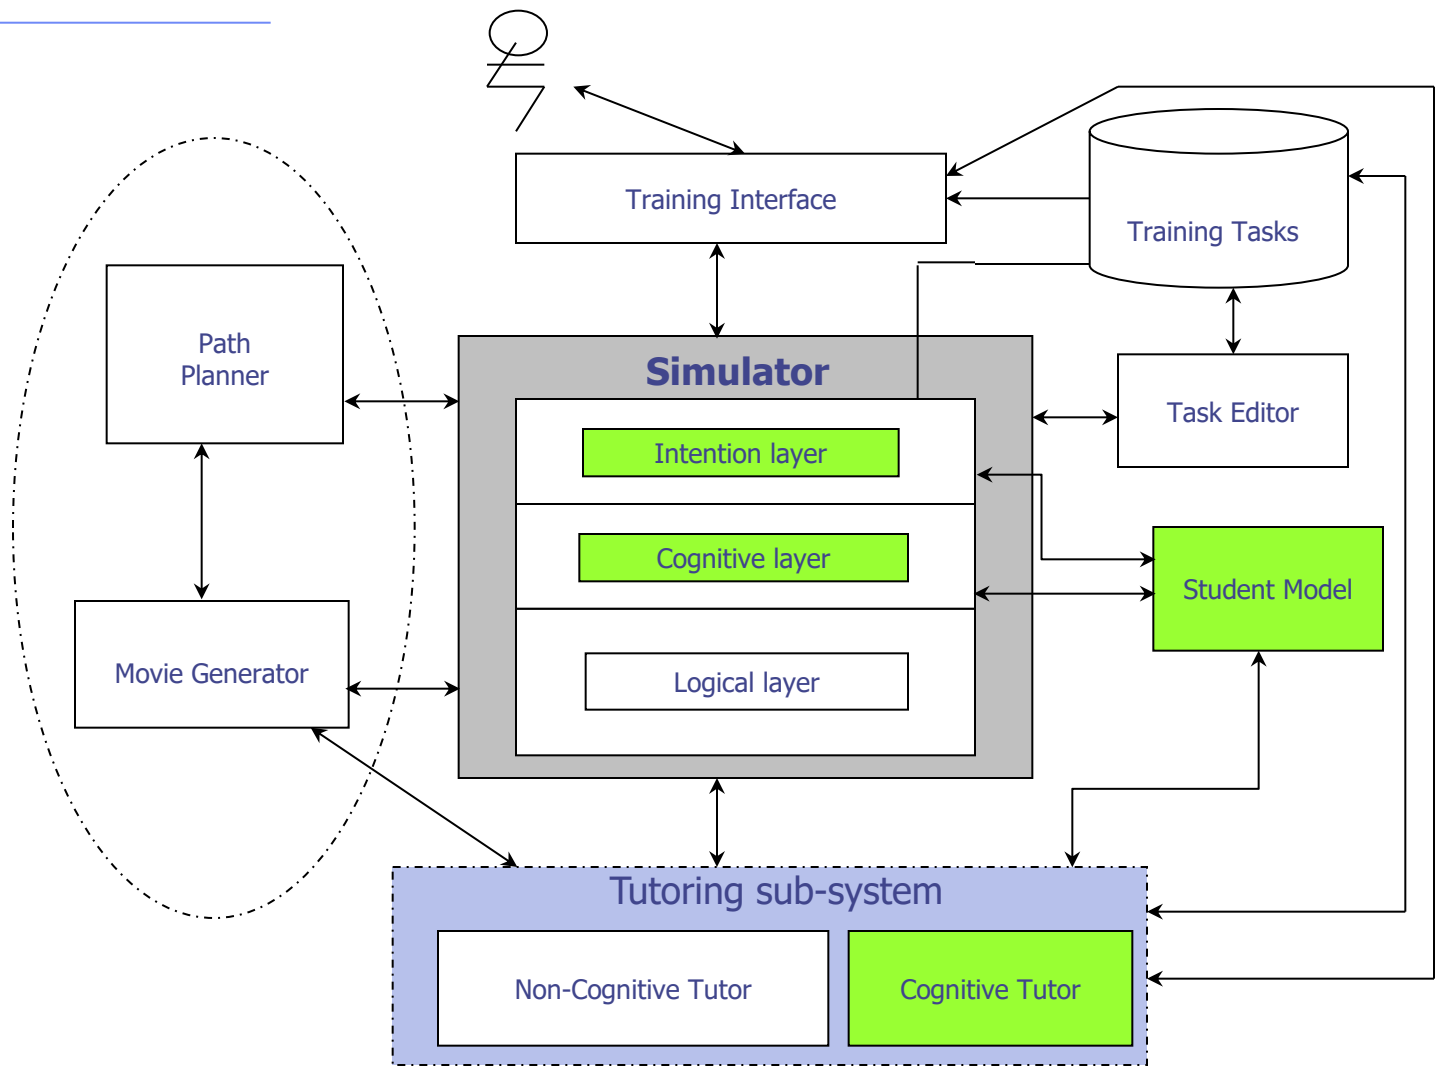 Training Interface
Training Tasks
Path
Planner
Simulator
Task Editor
Intention layer
Cognitive layer
Student Model
Movie Generator
Logical layer
Tutoring sub-system
Non-Cognitive Tutor
Cognitive Tutor